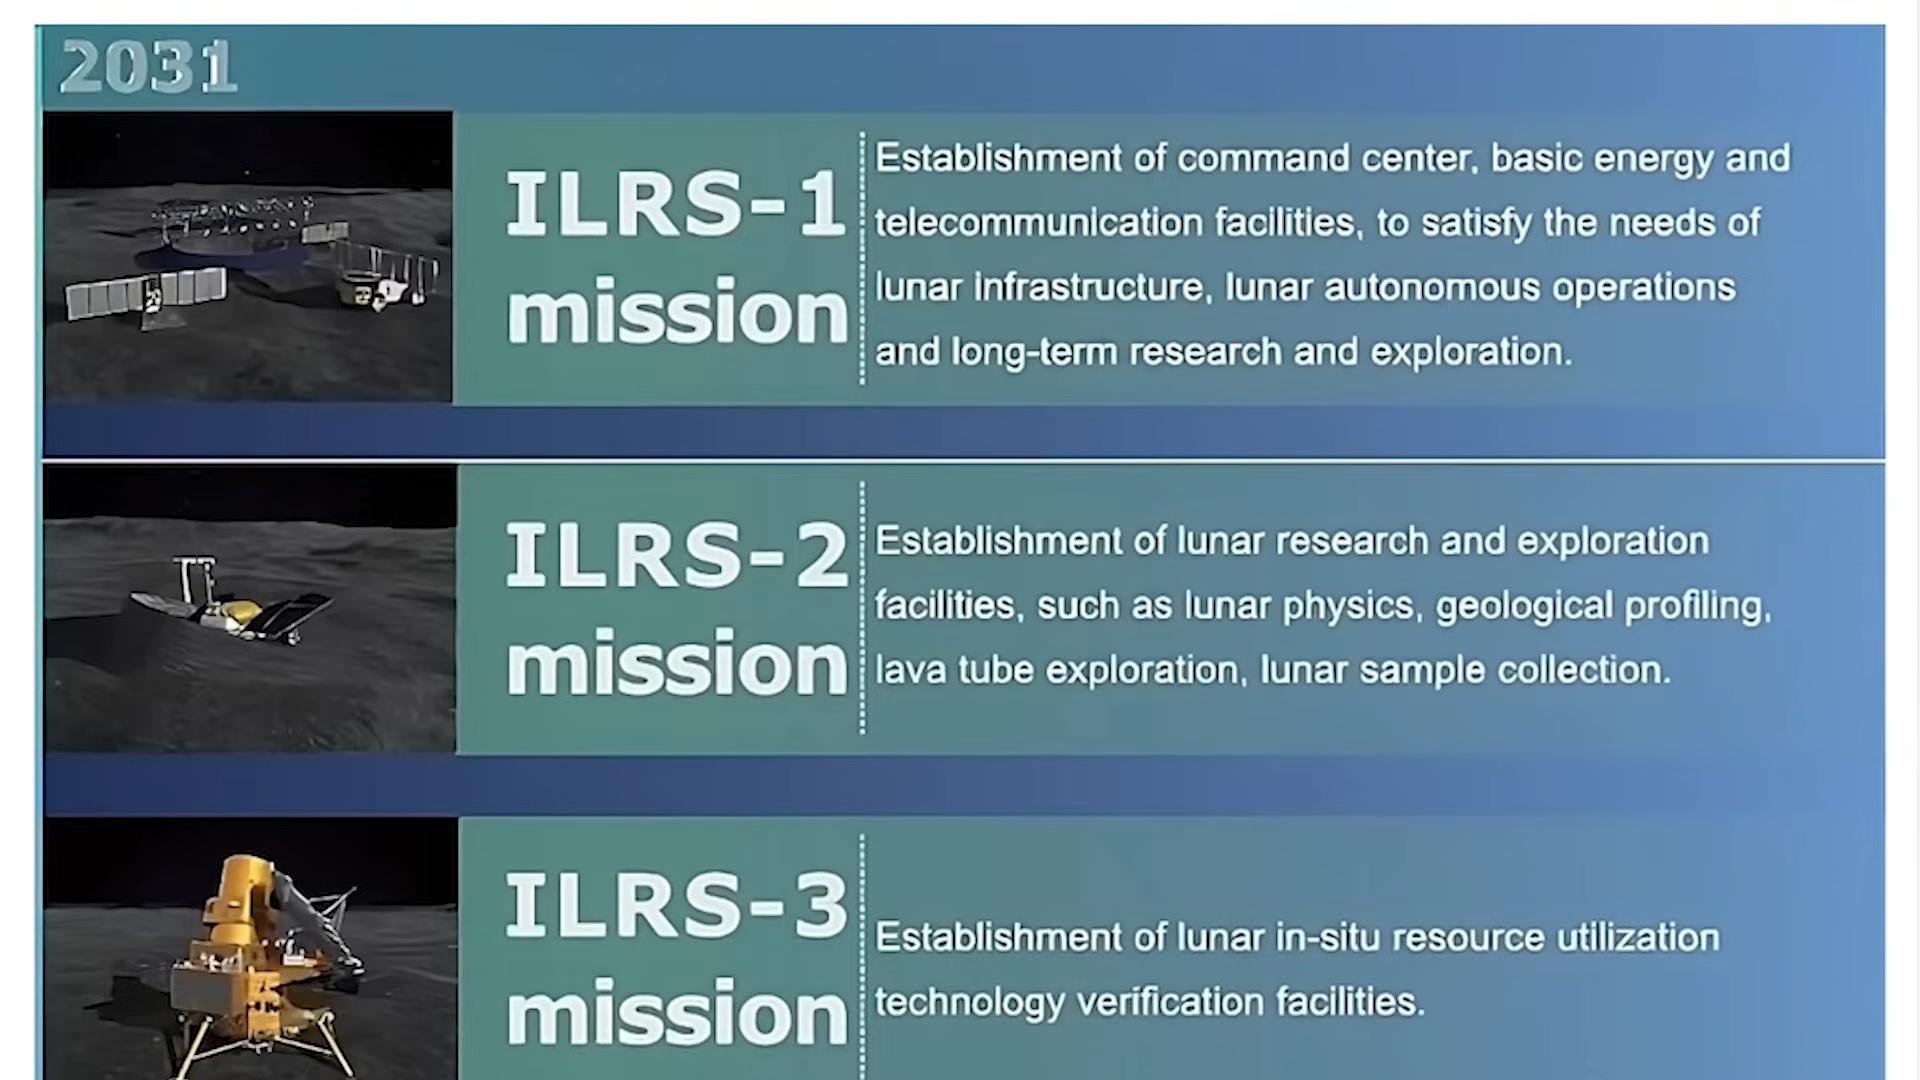 2031
ILRS-1
mission
Establishment of command center, basic energy and
telecommunication facilities, to satisfy the needs of
lunar infrastructure, lunar autonomous operations
and long-term research and exploration.
ILRS-2
mission
Establishment of lunar research and exploration
facilities, such as lunar physics, geological profiling,
lava tube exploration, lunar sample collection.
ILRS-3
mission
Establishment of lunar in-situ resource utilization
technology verification facilities.